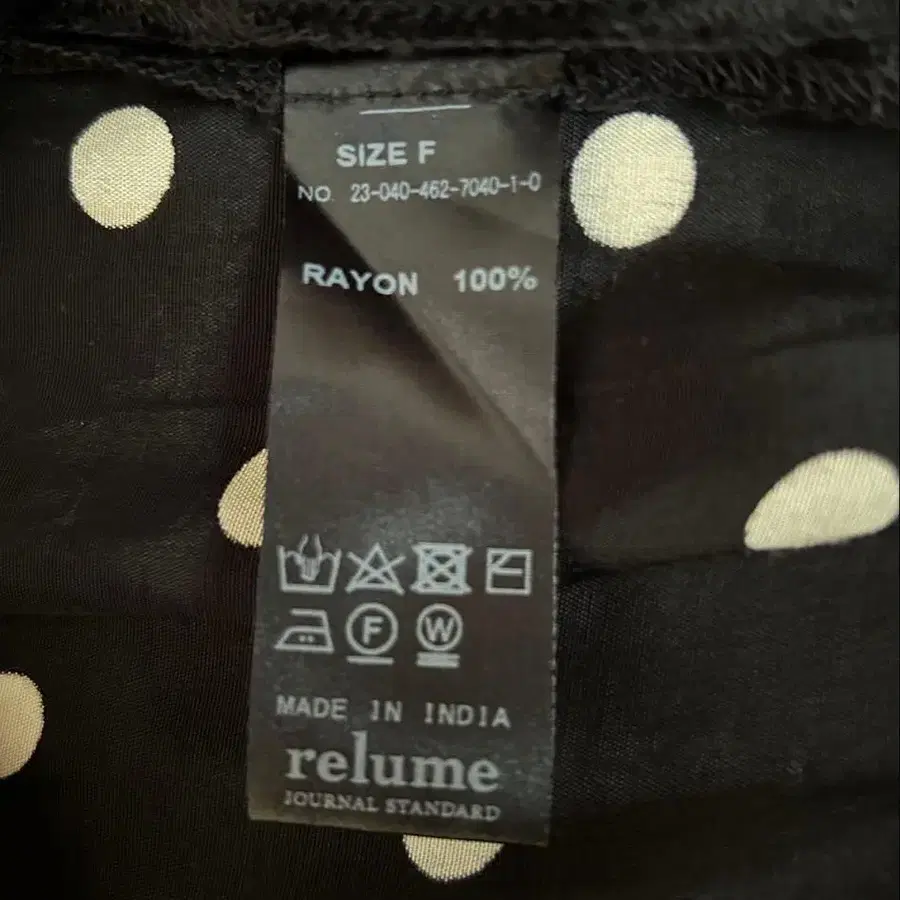 SIZE F
NO. 23-040-462-7040-1-0
RAYON 100%
F W
MADE IN INDIA
relume
JOURNAL STANDARD